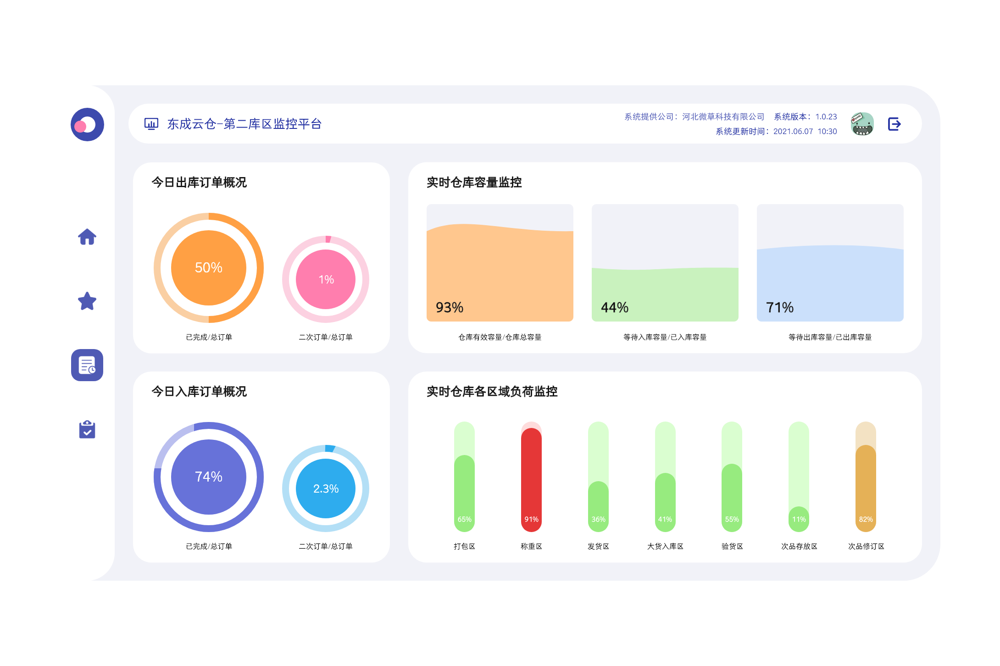 东成云仓-第二库区监控平台
系统提供公司：河北微草科技有限公司 系统版本：1.0.23
系统更新时间：2021.06.07 10:30
今日出库订单概况
50%
1%
已完成/总订单
二次订单/总订单
实时仓库容量监控
93%
44%
71%
仓库有效容量/仓库总容量
等待入库容量/已入库容量
等待出库容量/已出库容量
今日入库订单概况
74%
2.3%
已完成/总订单
二次订单/总订单
实时仓库各区域负荷监控
65%
91%
36%
41%
55%
11%
82%
打包区
称重区
发货区
大货入库区
验货区
次品存放区
次品修订区